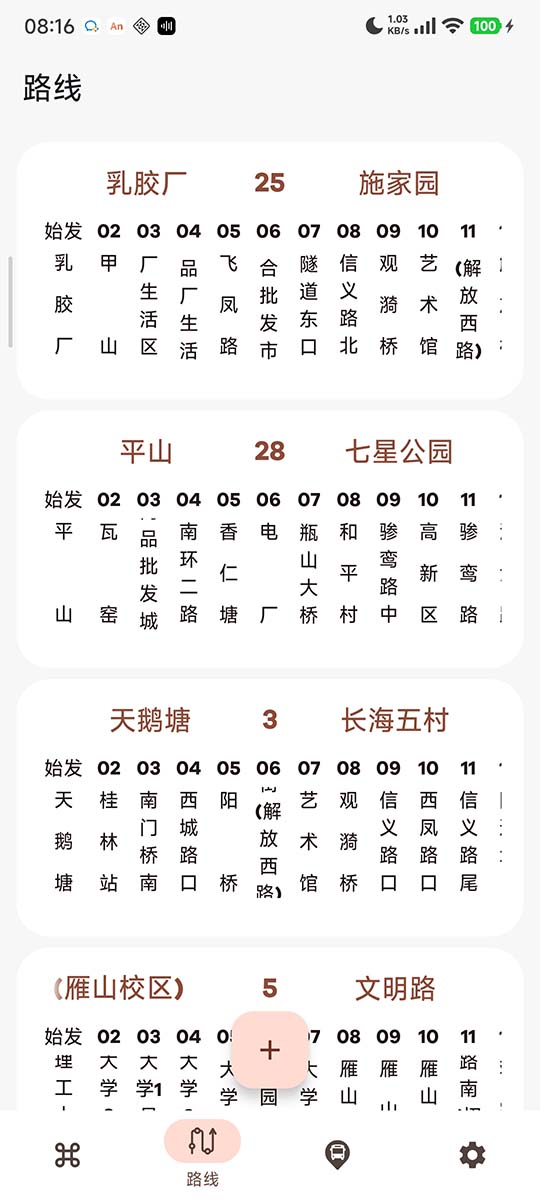 08:16
An
1.03
KB/s
100
路线
乳胶厂 25 施家园
始发 02 03 04 05 06 07 08 09 10 11
乳胶厂
甲山
厂生活区
品厂生活
飞凤路
合批发市
隧道东口
信义路北
观漪桥
艺术馆
(解放西路)
平山 28 七星公园
始发 02 03 04 05 06 07 08 09 10 11
平山
瓦窑
品批发城
南环二路
香仁塘
电厂
瓶山大桥
和平村
骖鸾路中
高新区
骖鸾路
天鹅塘 3 长海五村
始发 02 03 04 05 06 07 08 09 10 11
天鹅塘
桂林站
南门桥南
西城路口
阳桥
(解放西路)
艺术馆
观漪桥
信义路口
西凤路口
信义路尾
(雁山校区) 5 文明路
始发 02 03 04 07 08 09 10 11
理工
大学
大学1
大学
大学
园
大学
雁山
雁山
雁山
路南
+
路线